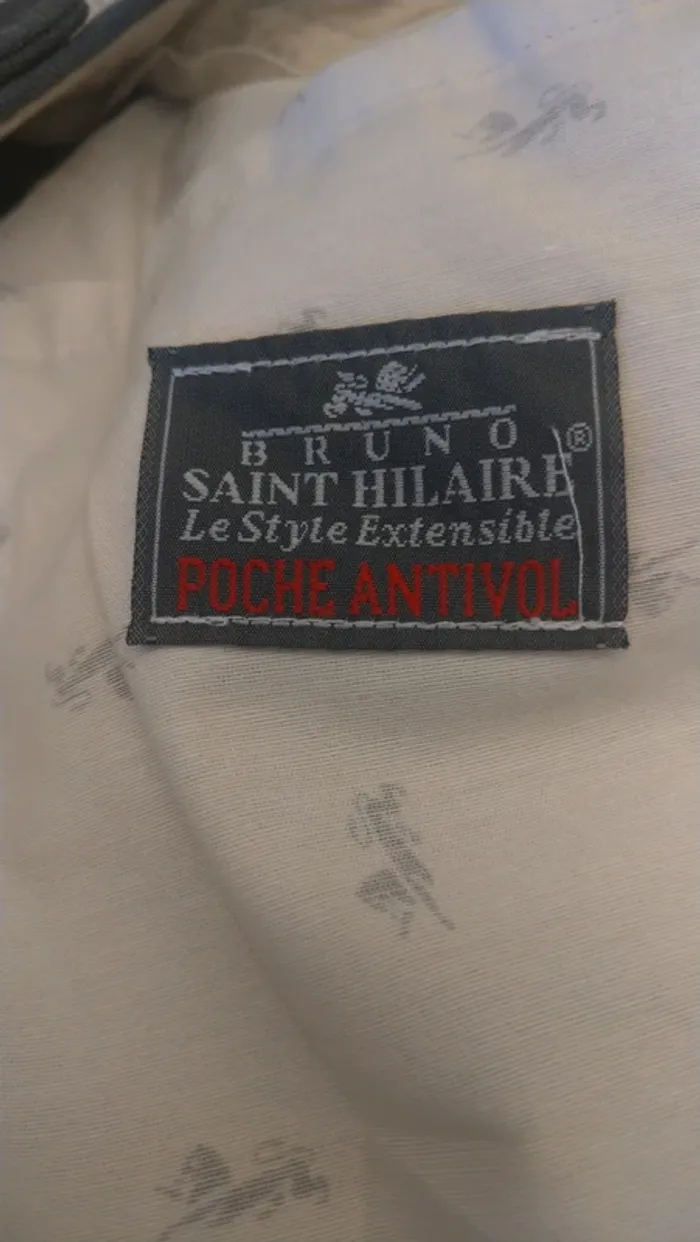 BRUNO ®
SAINT HILAIRE
Le Style Extensible
POCHE ANTIVOL